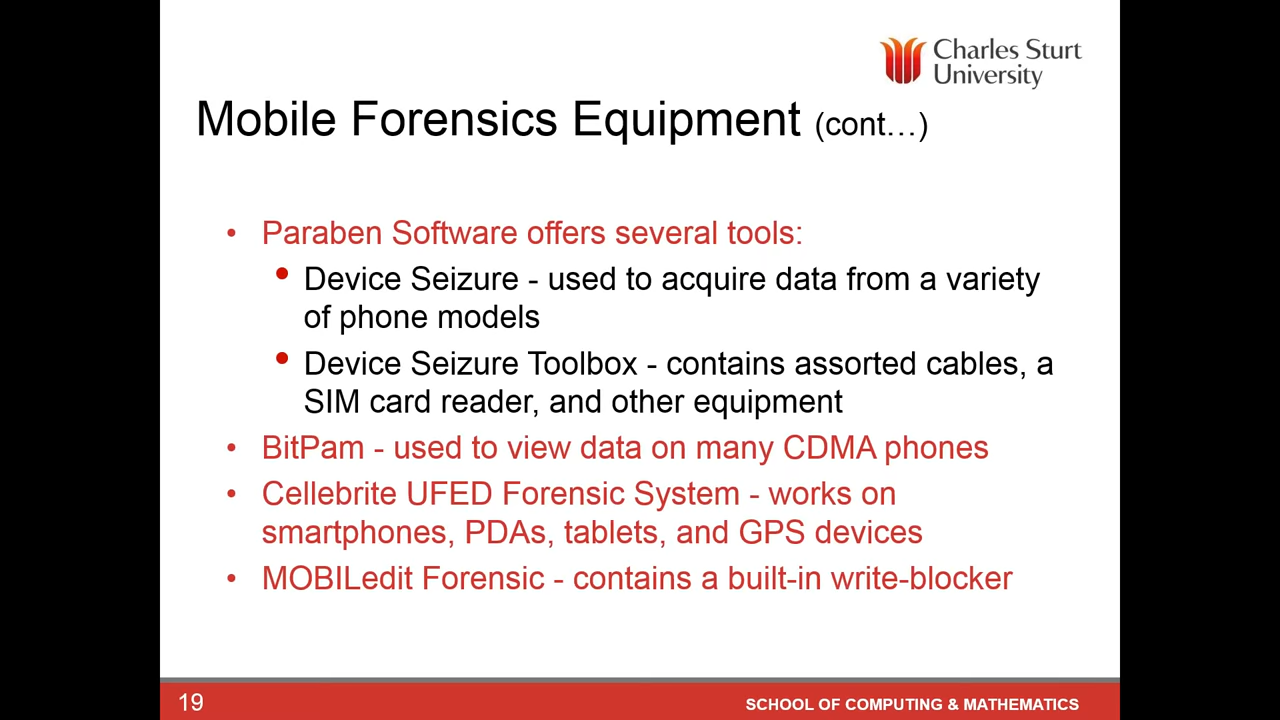 Charles Sturt
University
Mobile Forensics Equipment (cont…)
• Paraben Software offers several tools:
• Device Seizure - used to acquire data from a variety
of phone models
• Device Seizure Toolbox - contains assorted cables, a
SIM card reader, and other equipment
• BitPam - used to view data on many CDMA phones
• Cellebrite UFED Forensic System - works on
smartphones, PDAs, tablets, and GPS devices
• MOBILedit Forensic - contains a built-in write-blocker
19
SCHOOL OF COMPUTING & MATHEMATICS